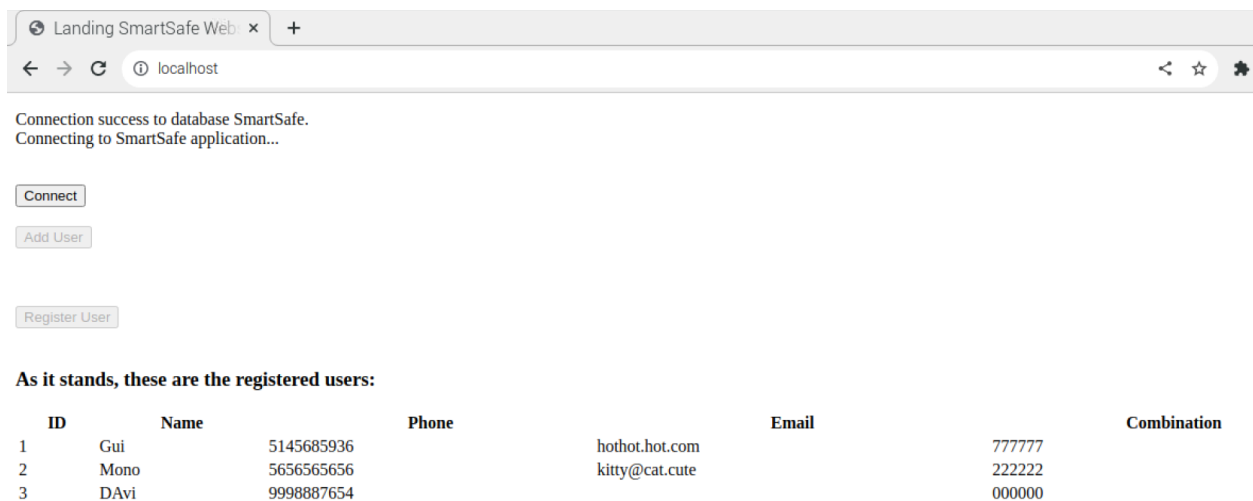 Landing SmartSafe Web
localhost
Connection success to database SmartSafe.
Connecting to SmartSafe application...
Connect
Add User
Register User
As it stands, these are the registered users:
ID Name Phone Email Combination
1 Gui 5145685936 hothot.hot.com 777777
2 Mono 5656565656 kitty@cat.cute 222222
3 DAvi 9998887654 000000